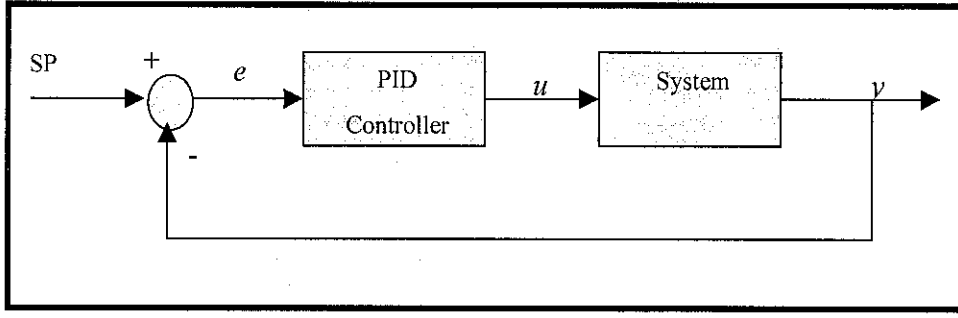 SP
+
e
PID
Controller
u
System
y
-